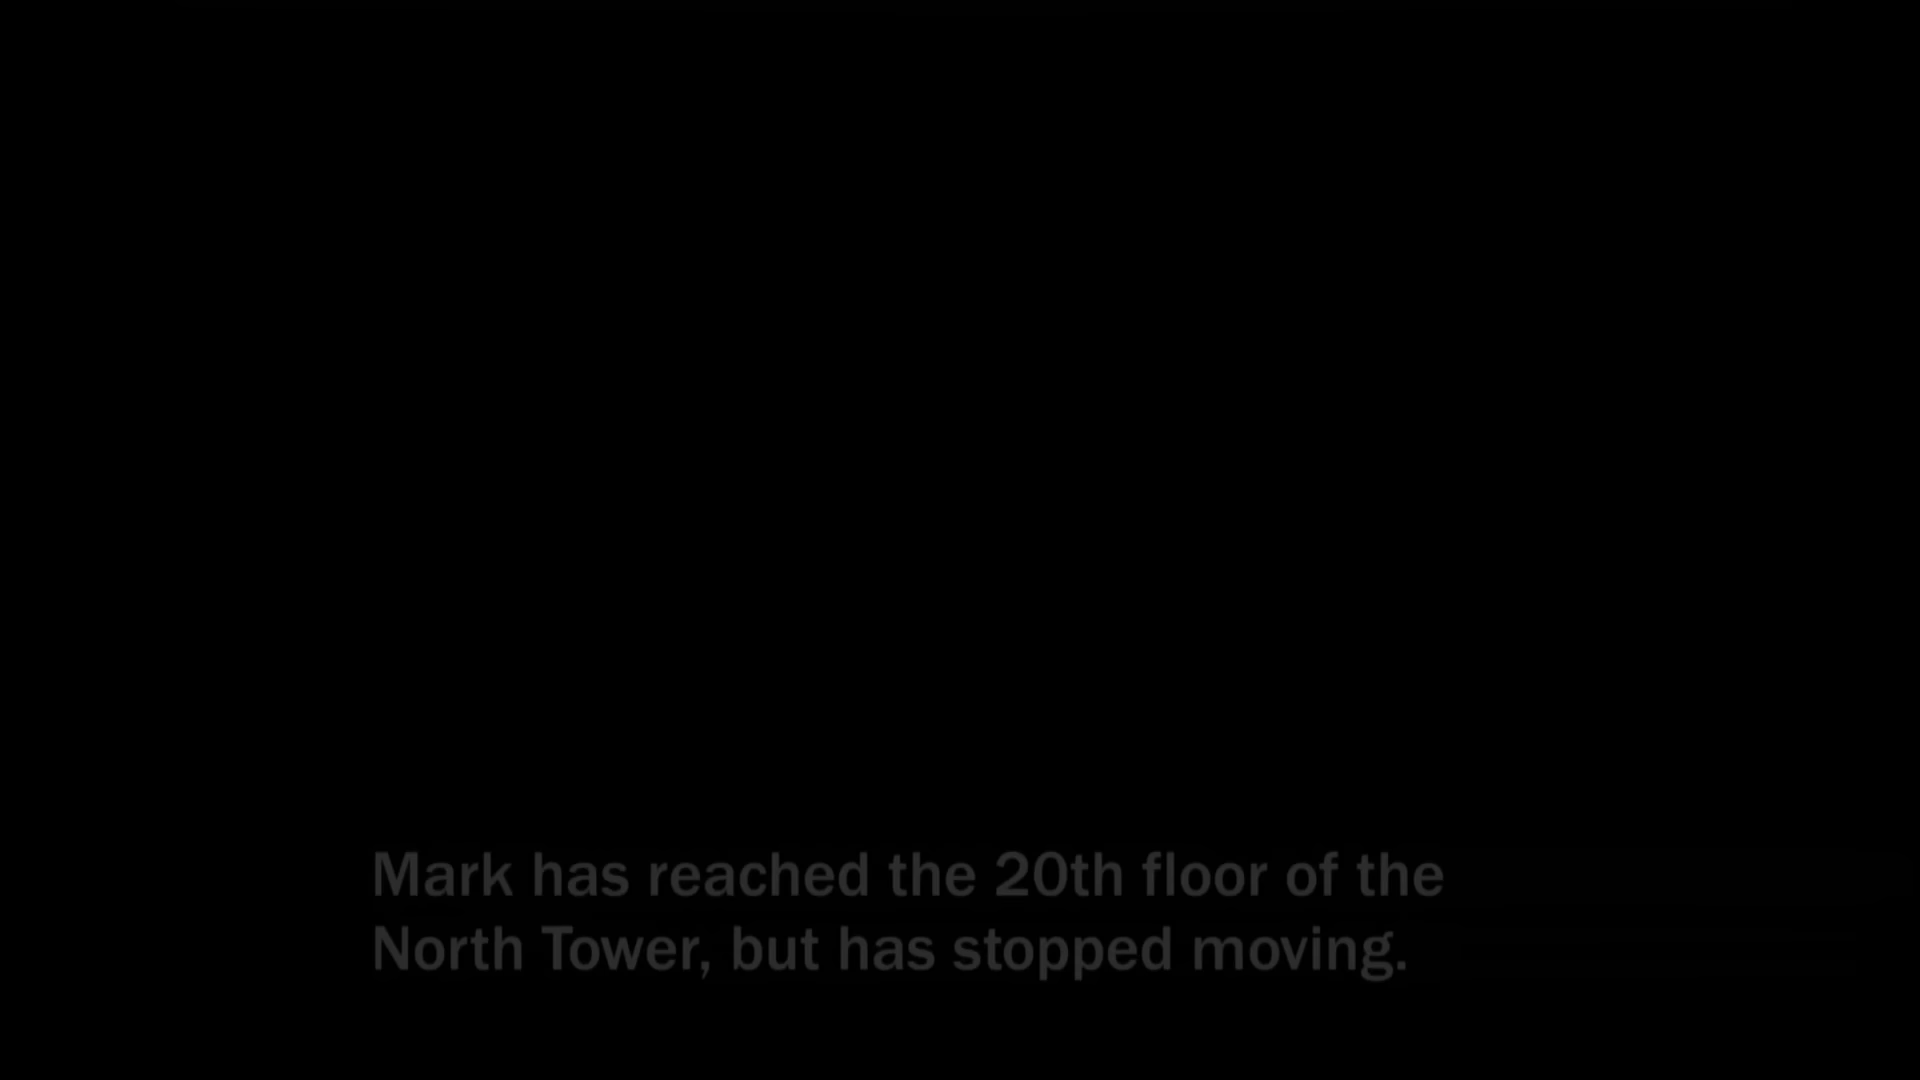 Mark has reached the 20th floor of the
North Tower, but has stopped moving.